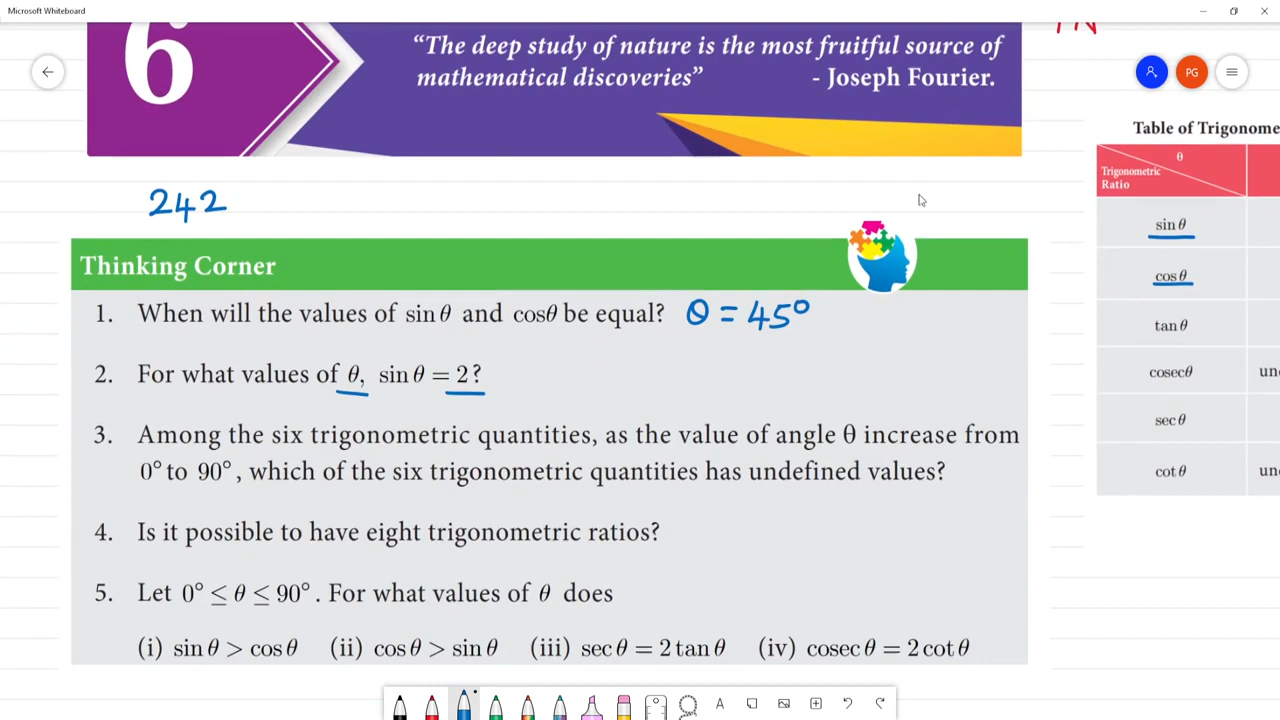 Microsoft Whiteboard
6
“The deep study of nature is the most fruitful source of
mathematical discoveries” - Joseph Fourier.
PG
Table of Trigonome
242
θ
Trigonometric
Ratio
sin θ
cos θ
tan θ
cosecθ un
sec θ
cot θ un
Thinking Corner
1. When will the values of sin θ and cosθ be equal? θ = 45°
2. For what values of θ, sin θ = 2?
3. Among the six trigonometric quantities, as the value of angle θ increase from
0° to 90°, which of the six trigonometric quantities has undefined values?
4. Is it possible to have eight trigonometric ratios?
5. Let 0° ≤ θ ≤ 90°. For what values of θ does
(i) sin θ > cos θ (ii) cos θ > sin θ (iii) sec θ = 2 tan θ (iv) cosec θ = 2 cot θ
A